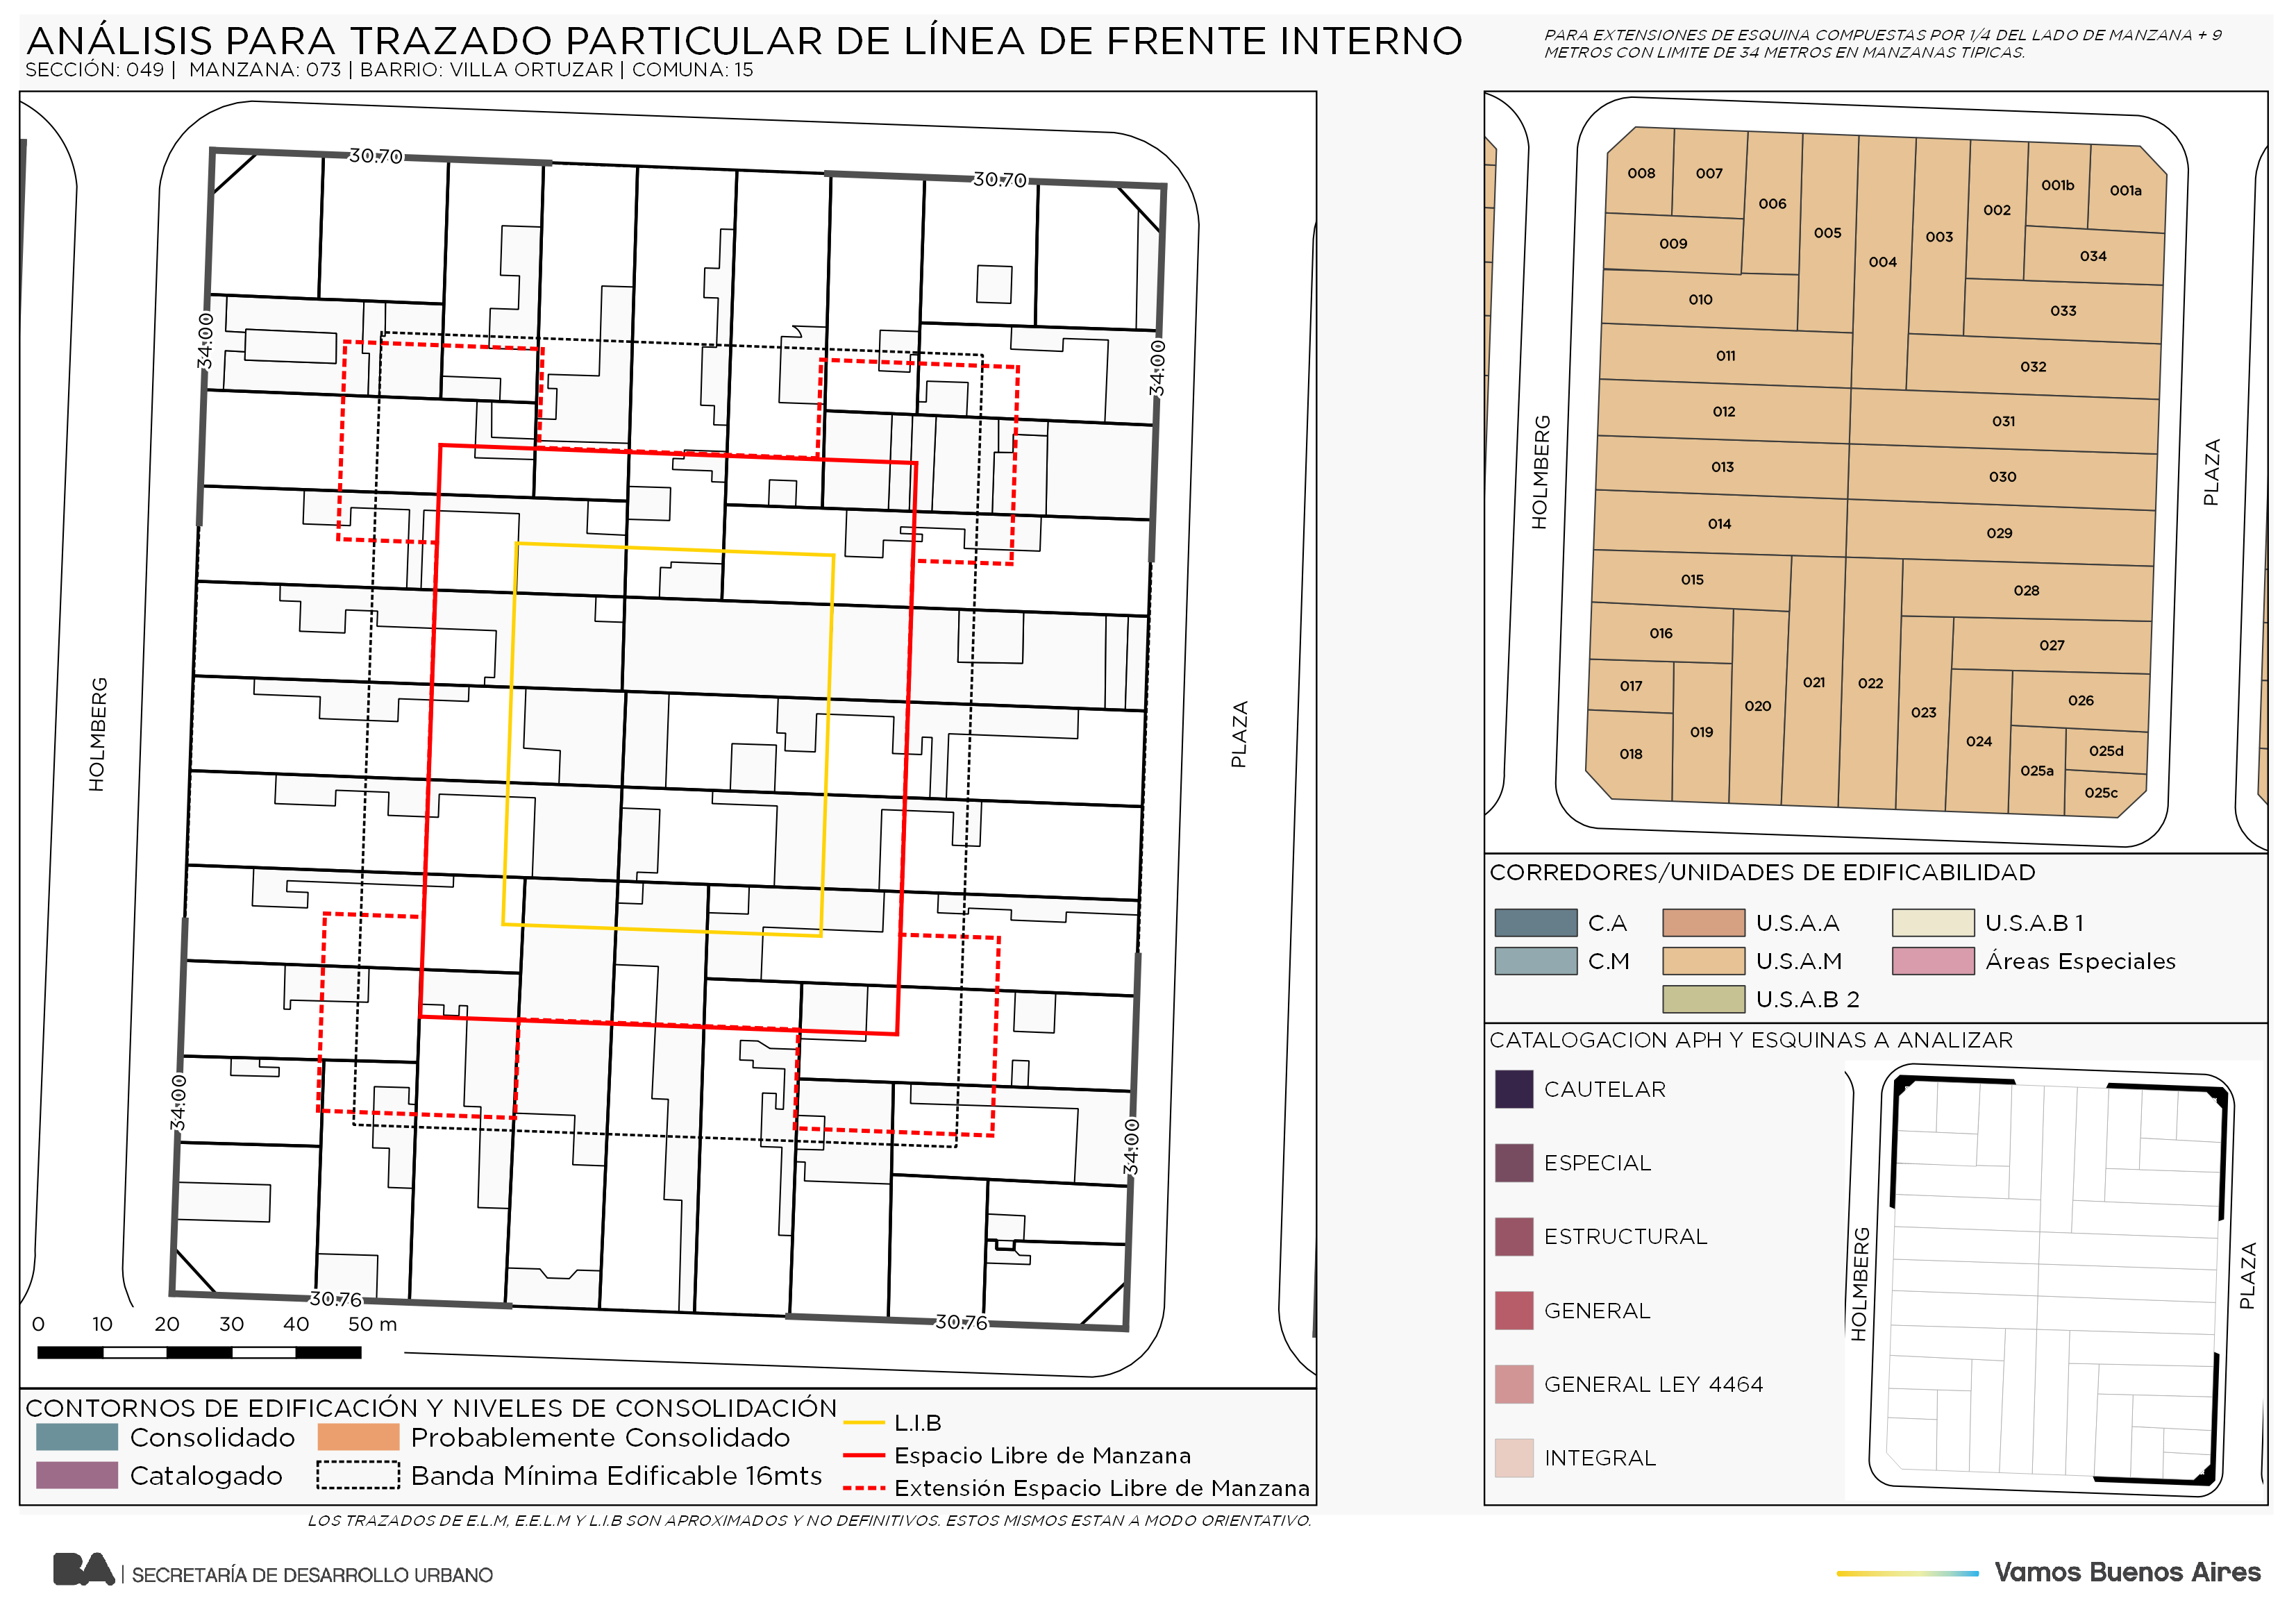 ANÁLISIS PARA TRAZADO PARTICULAR DE LÍNEA DE FRENTE INTERNO
SECCIÓN: 049 | MANZANA: 073 | BARRIO: VILLA ORTUZAR | COMUNA: 15
PARA EXTENSIONES DE ESQUINA COMPUESTAS POR 1/4 DEL LADO DE MANZANA + 9
METROS CON LIMITE DE 34 METROS EN MANZANAS TIPICAS.
30.70
30.70
34.00
34.00
HOLMBERG
PLAZA
34.00
34.00
30.76
30.76
0 10 20 30 40 50 m
CONTORNOS DE EDIFICACIÓN Y NIVELES DE CONSOLIDACIÓN
Consolidado
Probablemente Consolidado
Catalogado
Banda Mínima Edificable 16mts
L.I.B
Espacio Libre de Manzana
Extensión Espacio Libre de Manzana
LOS TRAZADOS DE E.L.M, E.E.L.M Y L.I.B SON APROXIMADOS Y NO DEFINITIVOS. ESTOS MISMOS ESTAN A MODO ORIENTATIVO.
008
007
006
005
004
003
002
001b
001a
009
034
010
033
011
032
012
031
013
030
014
029
015
028
016
027
017
026
018
019
020
021
022
023
024
025a
025d
025c
HOLMBERG
PLAZA
CORREDORES/UNIDADES DE EDIFICABILIDAD
C.A
U.S.A.A
U.S.A.B 1
C.M
U.S.A.M
Áreas Especiales
U.S.A.B 2
CATALOGACION APH Y ESQUINAS A ANALIZAR
CAUTELAR
ESPECIAL
ESTRUCTURAL
GENERAL
GENERAL LEY 4464
INTEGRAL
HOLMBERG
PLAZA
BA | SECRETARÍA DE DESARROLLO URBANO
Vamos Buenos Aires